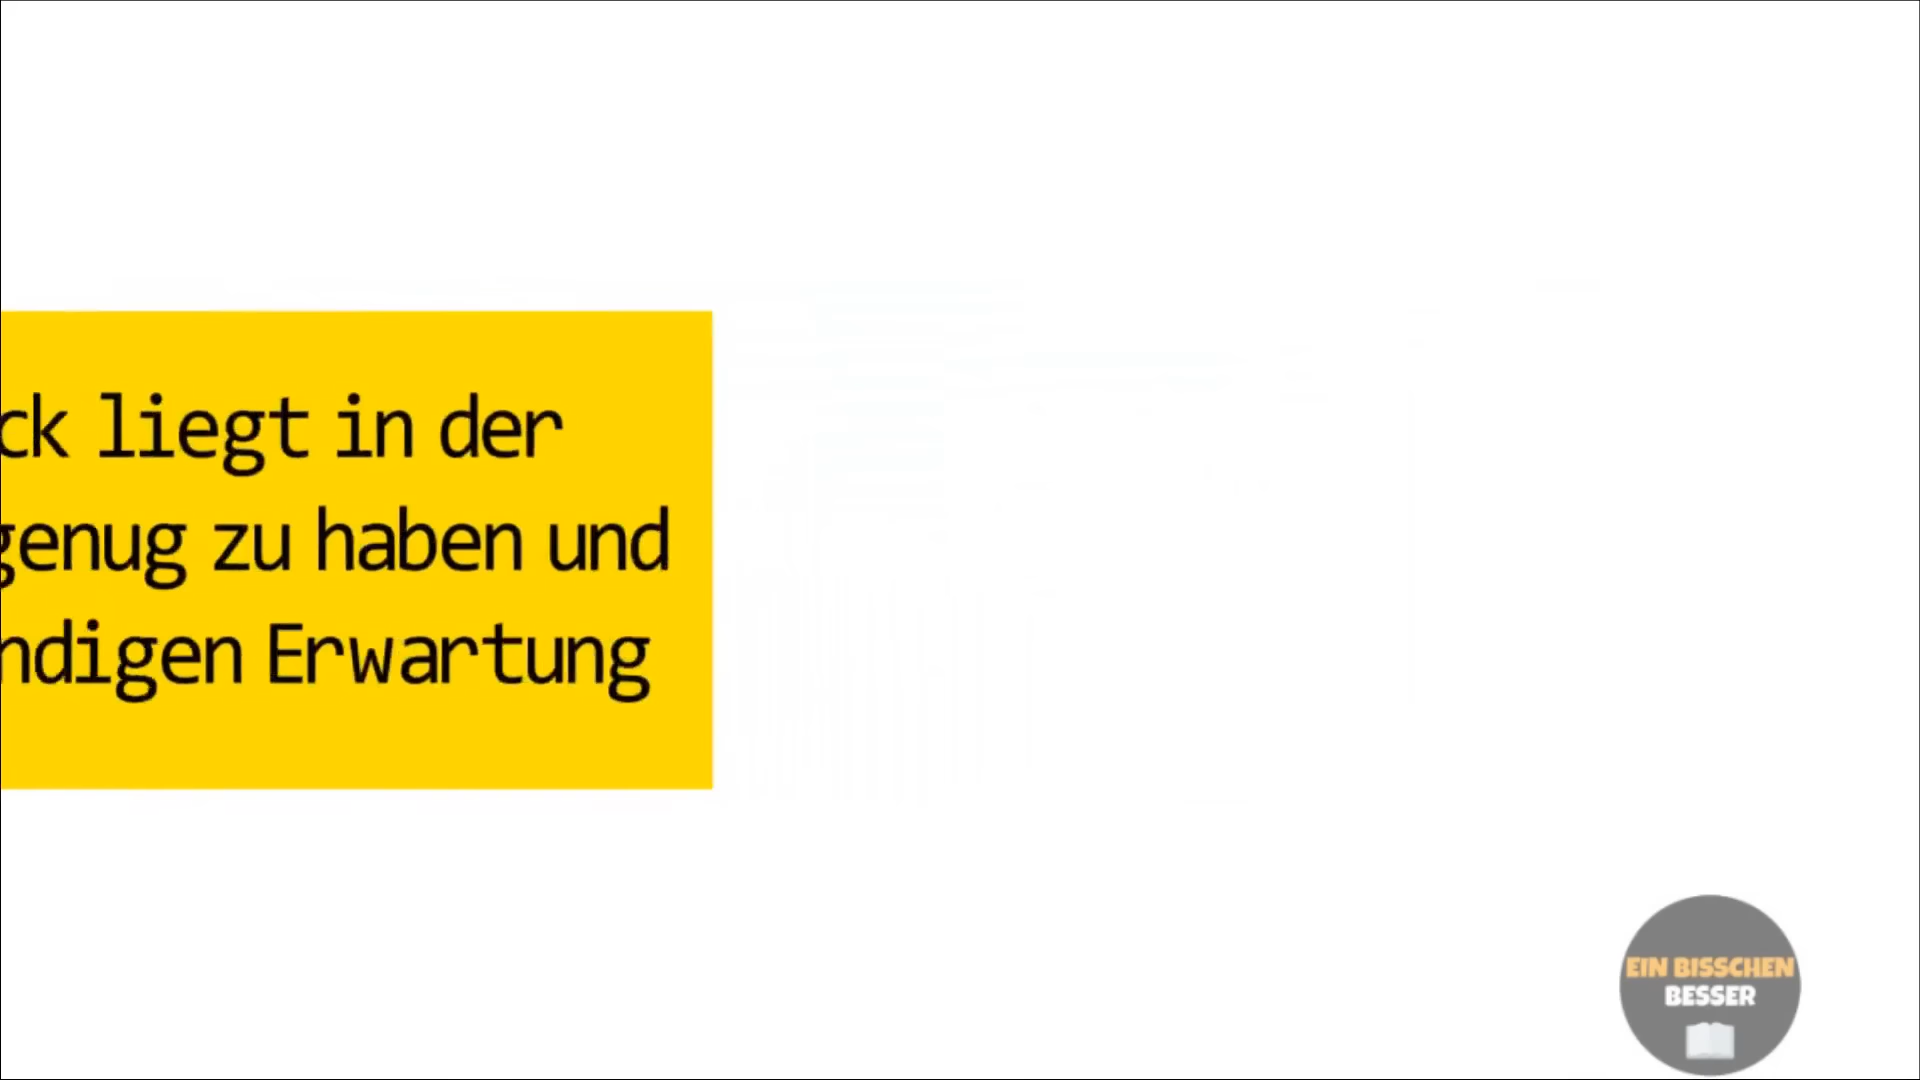 ck liegt in der
genug zu haben und
ndigen Erwartung
EIN BISSCHEN
BESSER